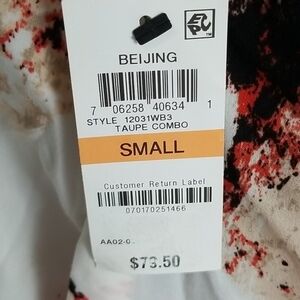 BEIJING
7 06258 40634 1
STYLE 12031WB3
TAUPE COMBO
SMALL
Customer Return Label
070170251466
AA02-0
$73.50